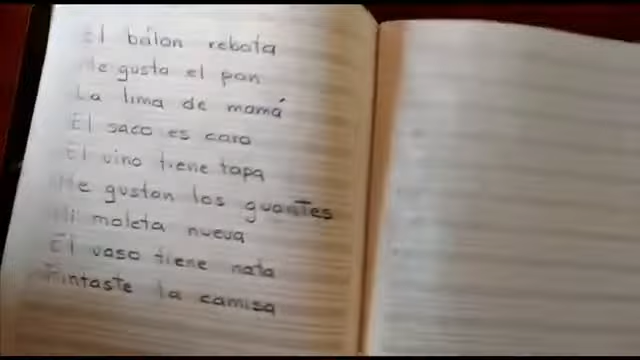 El bálon rebota
Me gusta el pan
La lima de mamá
El saco es caro
El vino tiene tapa
Me gustan los guantes
Mi maleta nueva
El vaso tiene nata
Pintaste la camisa